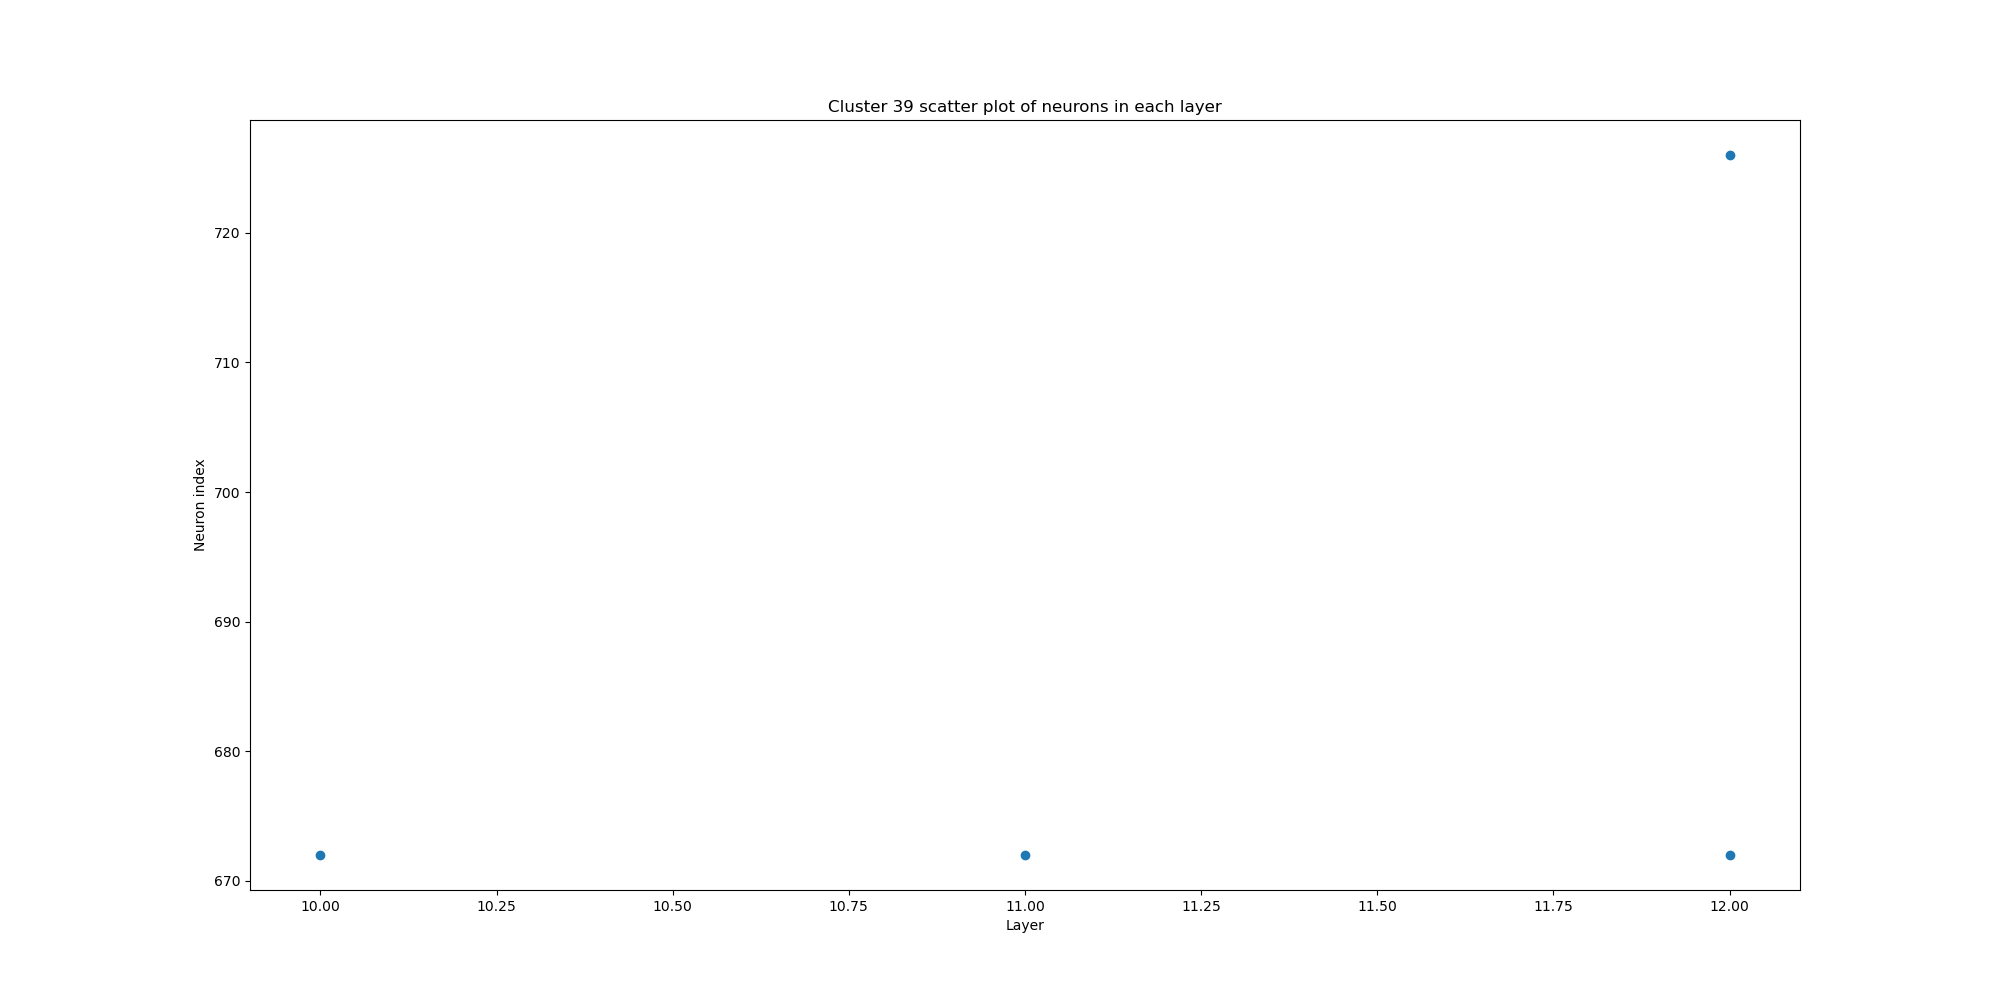 Cluster 39 scatter plot of neurons in each layer
720
710
700
690
680
670
Neuron index
10.00 10.25 10.50 10.75 11.00 11.25 11.50 11.75 12.00
Layer